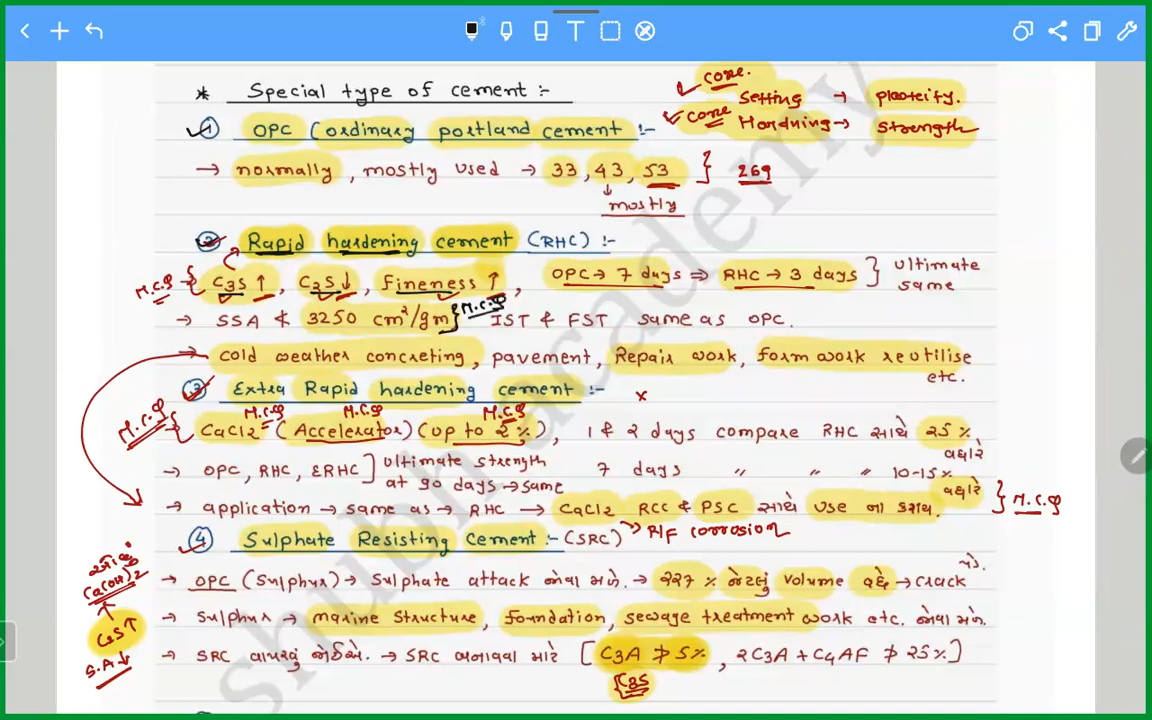 * Special type of cement :-
✓ Core. Setting → plasticity.
✓ Core Hardning → strength
① OPC (ordinary portland cement :-
→ normally, mostly used → 33, 43, 53 } 269
↓ mostly
② Rapid hardening cement (RHC) :-
M.C.Q → { C3S ↑, C2S ↓, Fineness ↑, OPC → 7 days ⇒ RHC → 3 days } ultimate same
→ SSA & 3250 cm²/gm } M.C.Q IST & FST same as OPC.
→ cold weather concreting, pavement, Repair work, form work reutilise etc.
③ Extra Rapid hardening cement :- x
M.C.Q M.C.Q M.C.Q
M.C.Q → { CaCl2 (Accelerator) (up to 2%), 1 & 2 days compare RHC સાથે 25% વધારે
→ OPC, RHC, ERHC ] ultimate strength at 90 days → same 7 days " " " 10-15% વધારે
→ application → same as → RHC → CaCl2 RCC & PSC સાથે use ના કરાય. } M.C.Q
→ R/F corrosion
④ Sulphate Resisting Cement :- (SRC)
→ OPC (Sulphur) → Sulphate attack જોવા મળે. → 227% જેટલું volume વધે → crack પડે.
→ Sulphur → marine Structure, foundation, sewage treatment work etc. જોવા મળે.
→ SRC વાપરવું જોઈએ. → SRC બનાવવા માટે [ C3A ≯ 5%, 2C3A + C4AF ≯ 25% ]
Ca(OH)2
↑
C3S ↑
S.A ↓
shubh academy